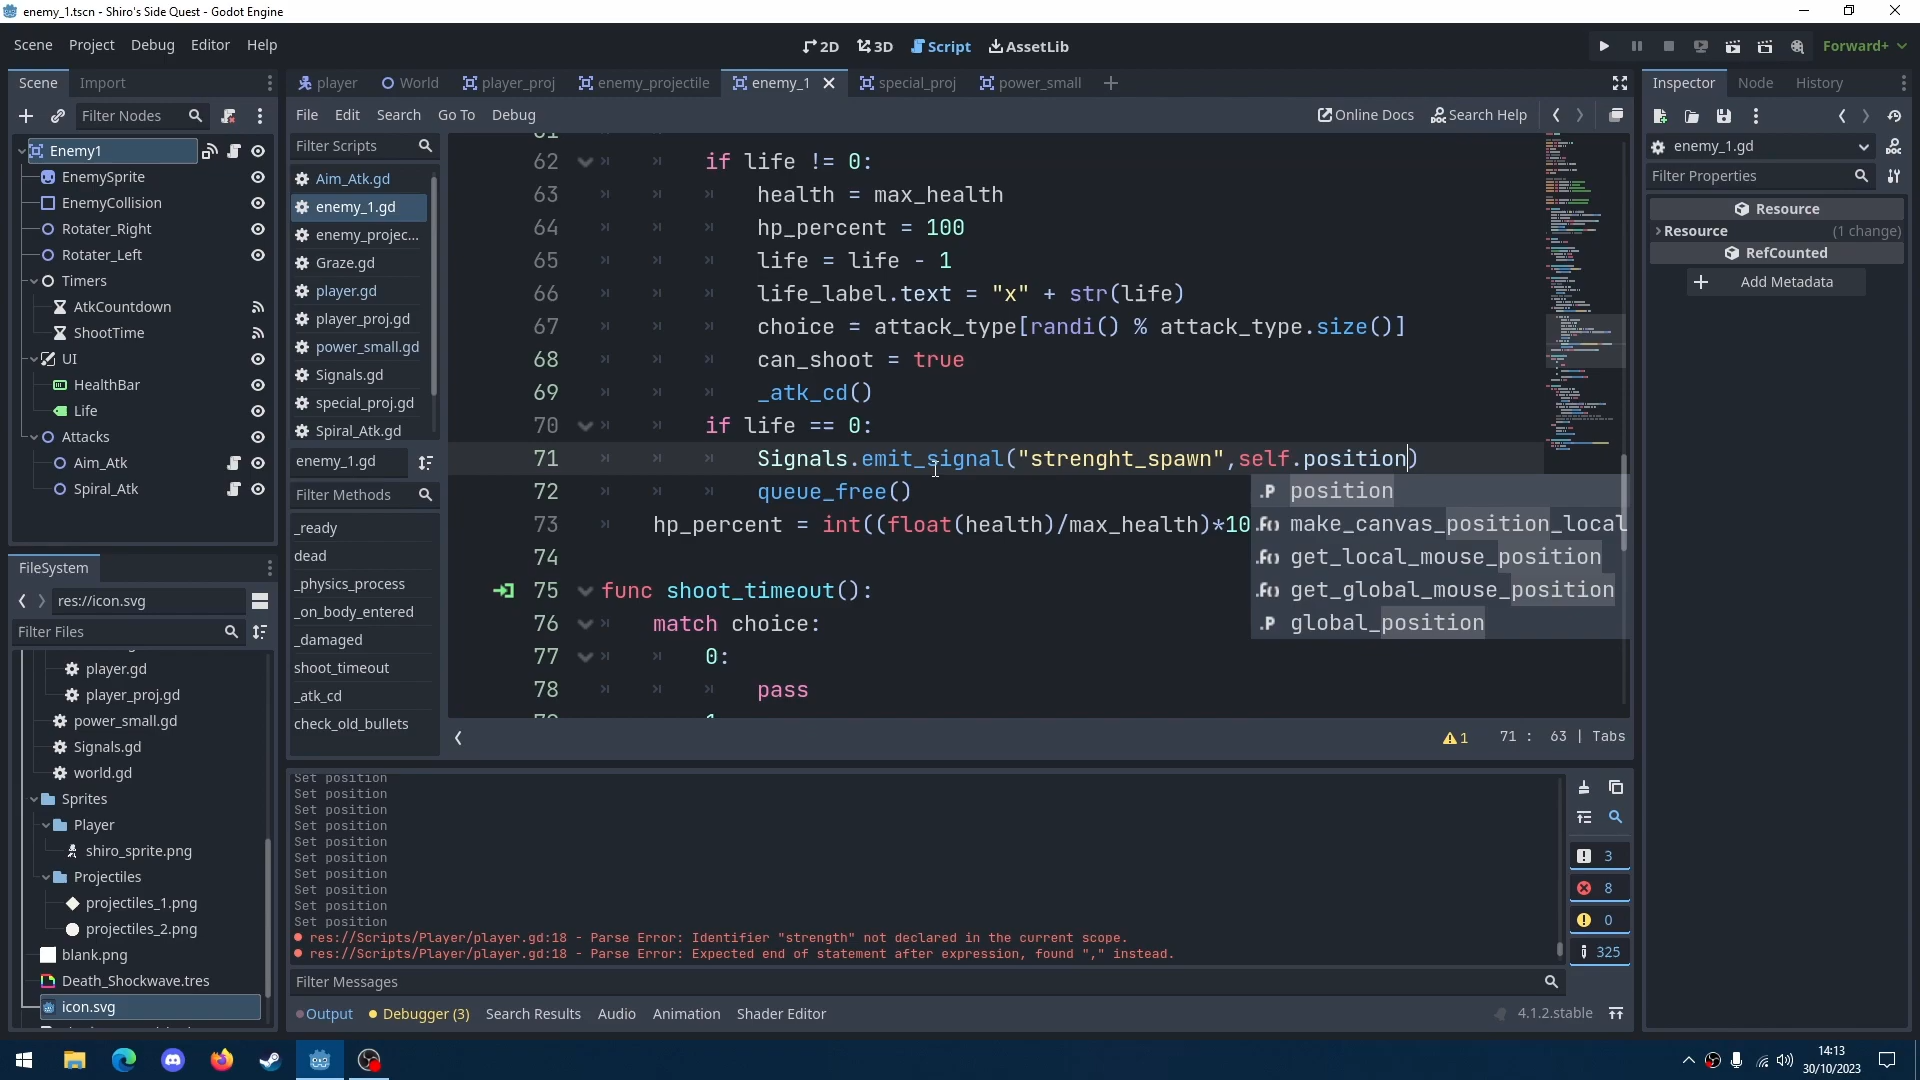 enemy_1.tscn - Shiro's Side Quest - Godot Engine
Scene Project Debug Editor Help
2D 3D Script AssetLib
Forward+
Scene Import
player World player_proj enemy_projectile enemy_1 special_proj power_small
Inspector Node History
Filter Nodes
File Edit Search Go To Debug
Online Docs Search Help
Enemy1
EnemySprite
EnemyCollision
Rotater_Right
Rotater_Left
Timers
AtkCountdown
ShootTime
UI
HealthBar
Life
Attacks
Aim_Atk
Spiral_Atk
Filter Scripts
Aim_Atk.gd
enemy_1.gd
enemy_projec...
Graze.gd
player.gd
player_proj.gd
power_small.gd
Signals.gd
special_proj.gd
Spiral_Atk.gd
enemy_1.gd
Filter Methods
_ready
dead
_physics_process
_on_body_entered
_damaged
shoot_timeout
_atk_cd
check_old_bullets
61
62 if life != 0:
63 health = max_health
64 hp_percent = 100
65 life = life - 1
66 life_label.text = "x" + str(life)
67 choice = attack_type[randi() % attack_type.size()]
68 can_shoot = true
69 _atk_cd()
70 if life == 0:
71 Signals.emit_signal("strenght_spawn",self.position)
72 queue_free()
73 hp_percent = int((float(health)/max_health)*10
74
75 func shoot_timeout():
76 match choice:
77 0:
78 pass
position
make_canvas_position_local
get_local_mouse_position
get_global_mouse_position
global_position
1 71 : 63 | Tabs
enemy_1.gd
Filter Properties
Resource
Resource (1 change)
RefCounted
Add Metadata
FileSystem
res://icon.svg
Filter Files
player.gd
player_proj.gd
power_small.gd
Signals.gd
world.gd
Sprites
Player
shiro_sprite.png
Projectiles
projectiles_1.png
projectiles_2.png
blank.png
Death_Shockwave.tres
icon.svg
Set position
Set position
Set position
Set position
Set position
Set position
Set position
Set position
Set position
Set position
res://Scripts/Player/player.gd:18 - Parse Error: Identifier "strength" not declared in the current scope.
res://Scripts/Player/player.gd:18 - Parse Error: Expected end of statement after expression, found "," instead.
3
8
0
325
Filter Messages
Output Debugger (3) Search Results Audio Animation Shader Editor
4.1.2.stable
14:13
30/10/2023